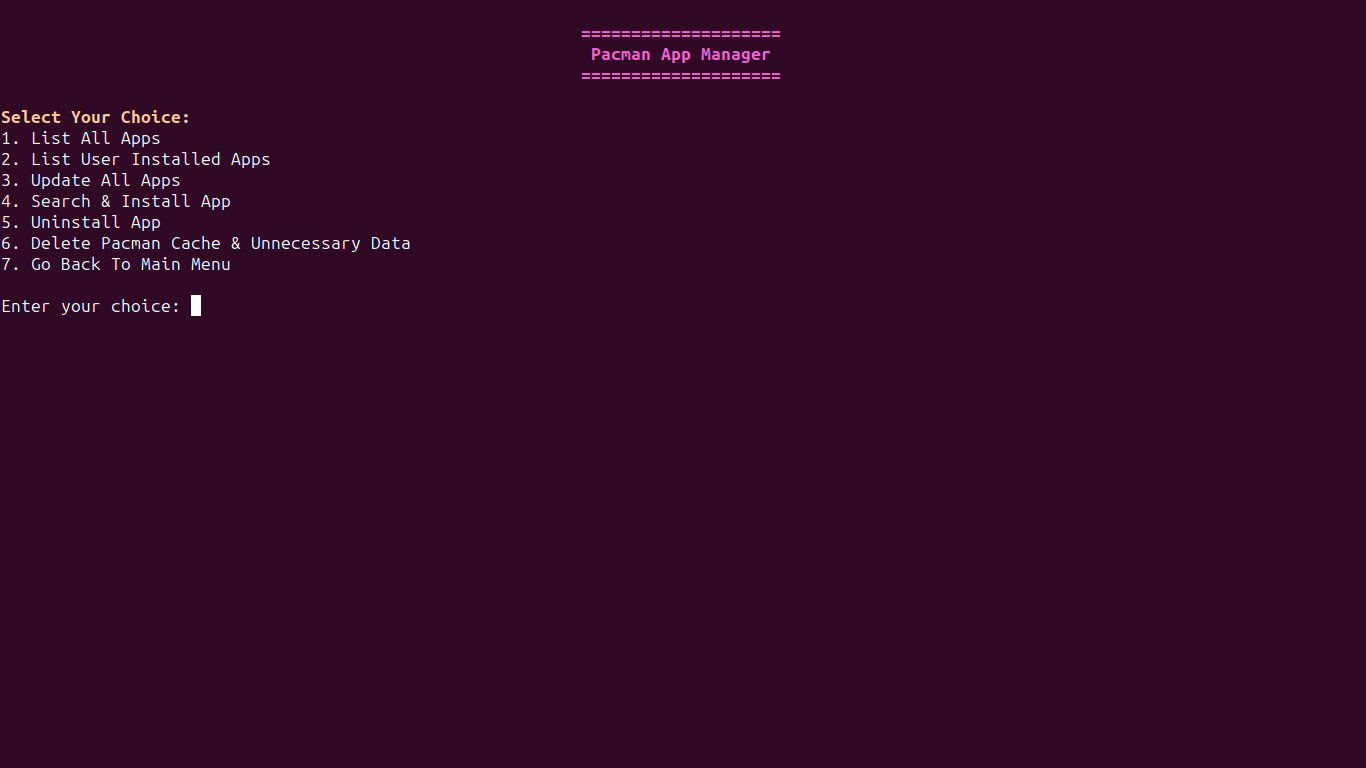 ====================
Pacman App Manager
====================
Select Your Choice:
1. List All Apps
2. List User Installed Apps
3. Update All Apps
4. Search & Install App
5. Uninstall App
6. Delete Pacman Cache & Unnecessary Data
7. Go Back To Main Menu
Enter your choice: